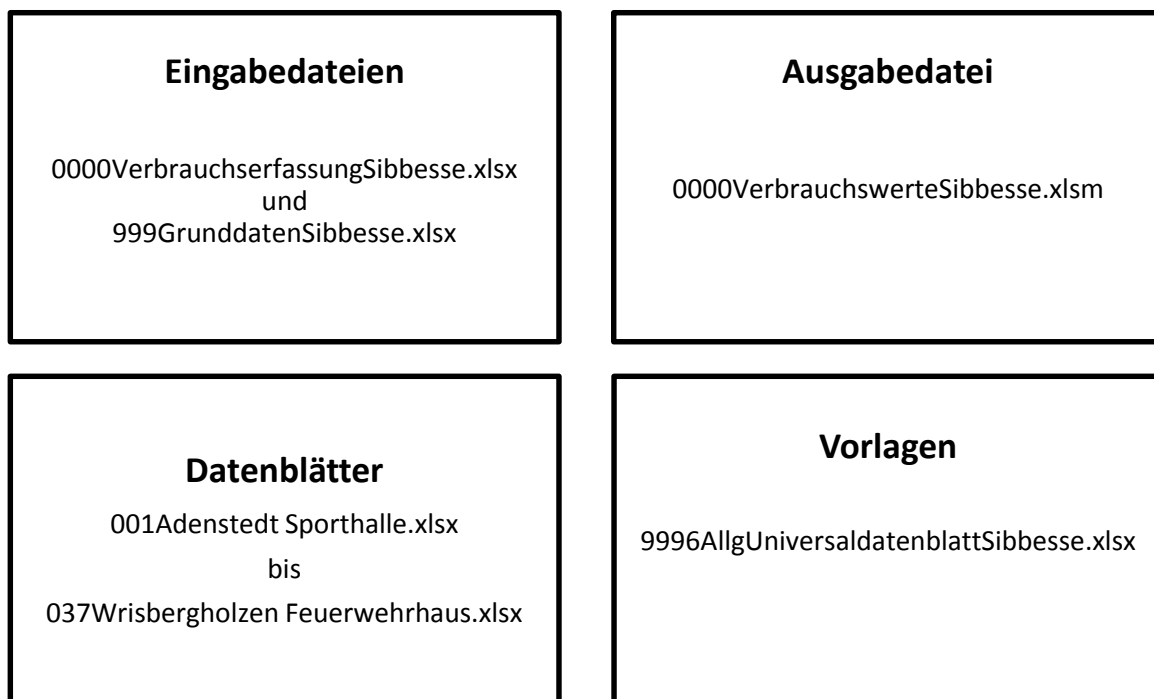 Eingabedateien
0000VerbrauchserfassungSibbesse.xlsx
und
999GrunddatenSibbesse.xlsx
Ausgabedatei
0000VerbrauchswerteSibbesse.xlsm
Datenblätter
001Adenstedt Sporthalle.xlsx
bis
037Wrisbergholzen Feuerwehrhaus.xlsx
Vorlagen
9996AllgUniversaldatenblattSibbesse.xlsx